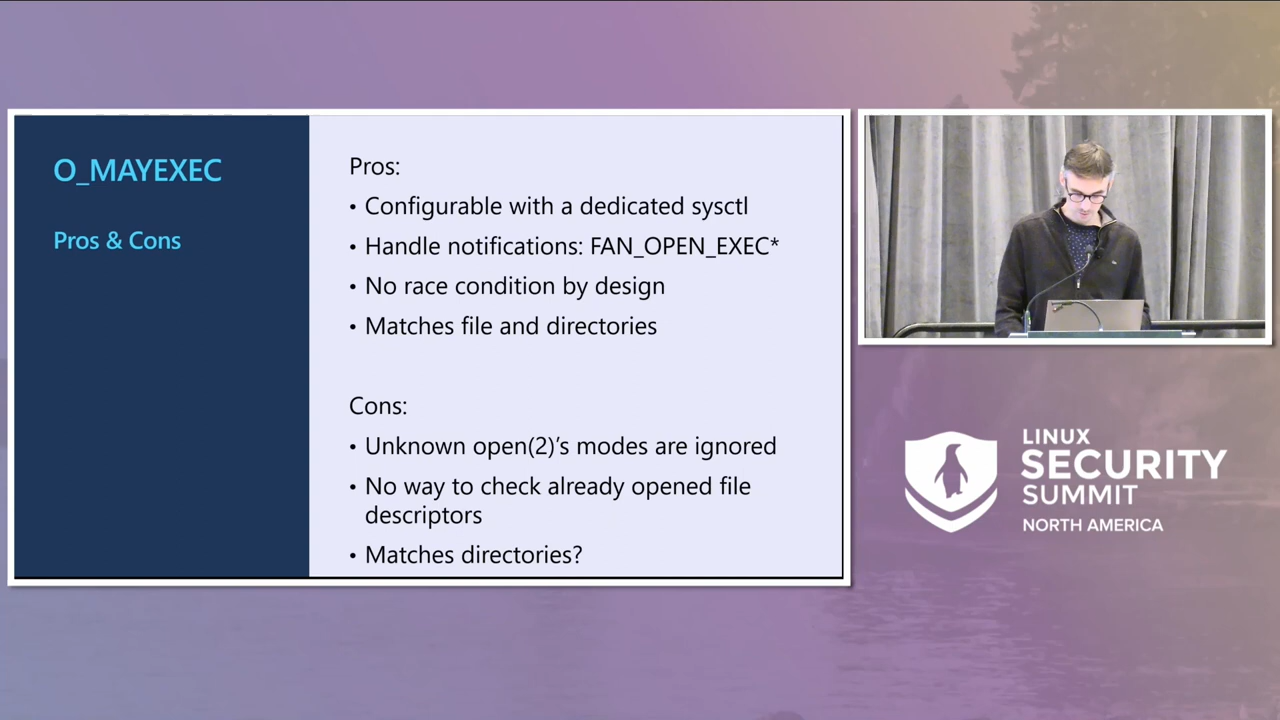 O_MAYEXEC
Pros & Cons
Pros:
• Configurable with a dedicated sysctl
• Handle notifications: FAN_OPEN_EXEC*
• No race condition by design
• Matches file and directories
Cons:
• Unknown open(2)’s modes are ignored
• No way to check already opened file
descriptors
• Matches directories?
LINUX
SECURITY
SUMMIT
NORTH AMERICA